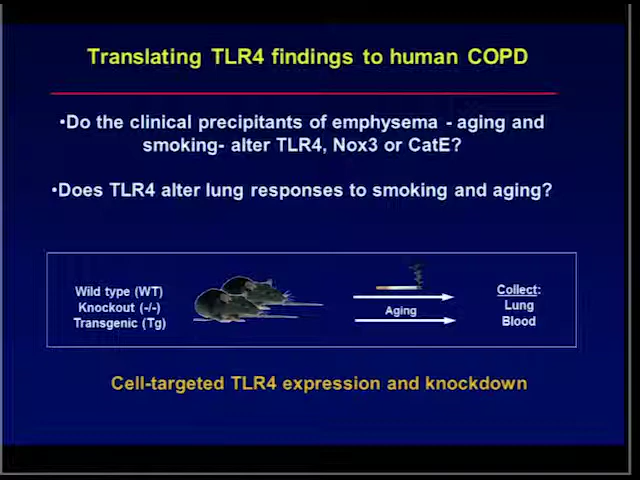 Translating TLR4 findings to human COPD
•Do the clinical precipitants of emphysema - aging and
smoking- alter TLR4, Nox3 or CatE?
•Does TLR4 alter lung responses to smoking and aging?
Wild type (WT)
Knockout (-/-)
Transgenic (Tg)
Aging
Collect:
Lung
Blood
Cell-targeted TLR4 expression and knockdown